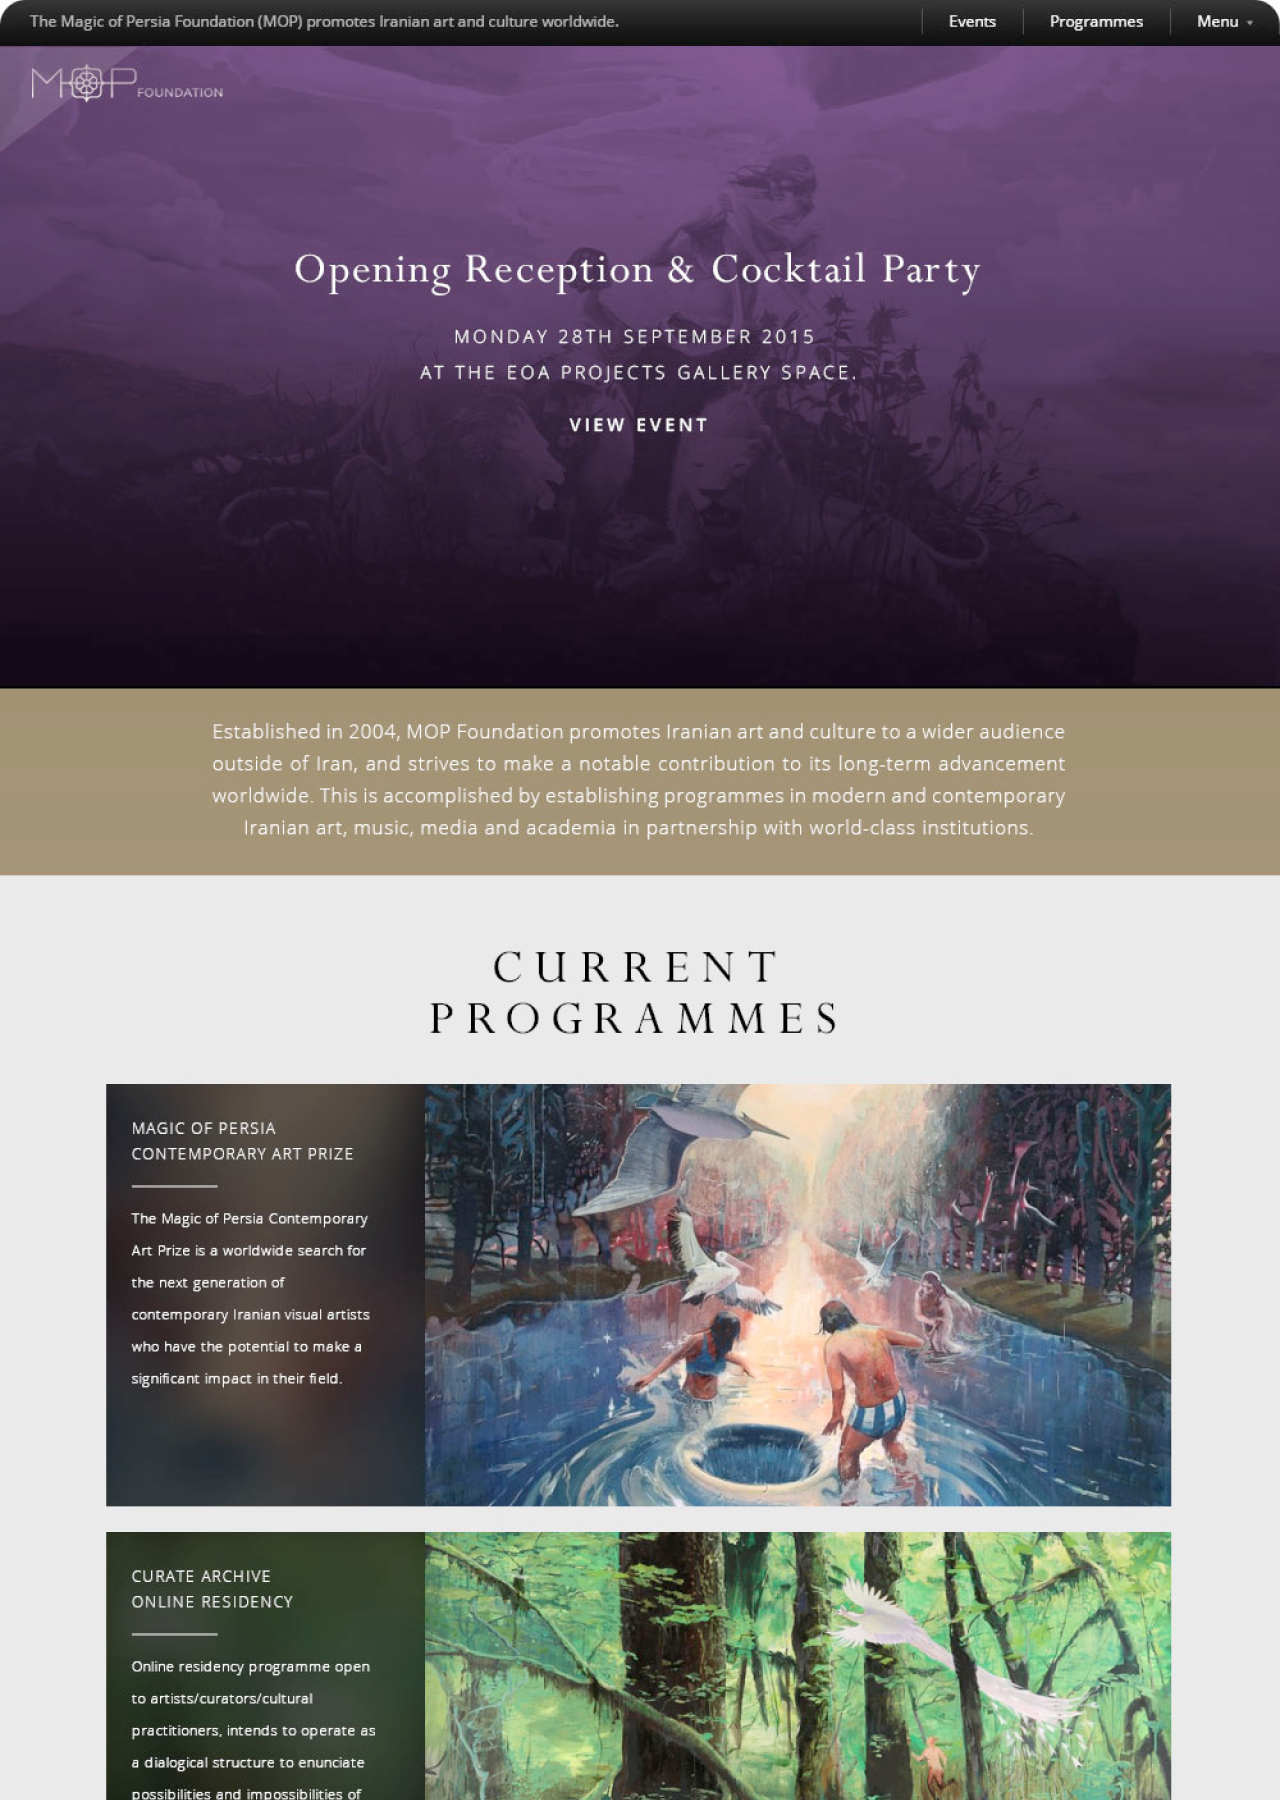 The Magic of Persia Foundation (MOP) promotes Iranian art and culture worldwide.
Events
Programmes
Menu
MOP FOUNDATION
Opening Reception & Cocktail Party
MONDAY 28TH SEPTEMBER 2015
AT THE EOA PROJECTS GALLERY SPACE.
VIEW EVENT
Established in 2004, MOP Foundation promotes Iranian art and culture to a wider audience
outside of Iran, and strives to make a notable contribution to its long-term advancement
worldwide. This is accomplished by establishing programmes in modern and contemporary
Iranian art, music, media and academia in partnership with world-class institutions.
CURRENT
PROGRAMMES
MAGIC OF PERSIA
CONTEMPORARY ART PRIZE
The Magic of Persia Contemporary
Art Prize is a worldwide search for
the next generation of
contemporary Iranian visual artists
who have the potential to make a
significant impact in their field.
CURATE ARCHIVE
ONLINE RESIDENCY
Online residency programme open
to artists/curators/cultural
practitioners, intends to operate as
a dialogical structure to enunciate
possibilities and impossibilities of